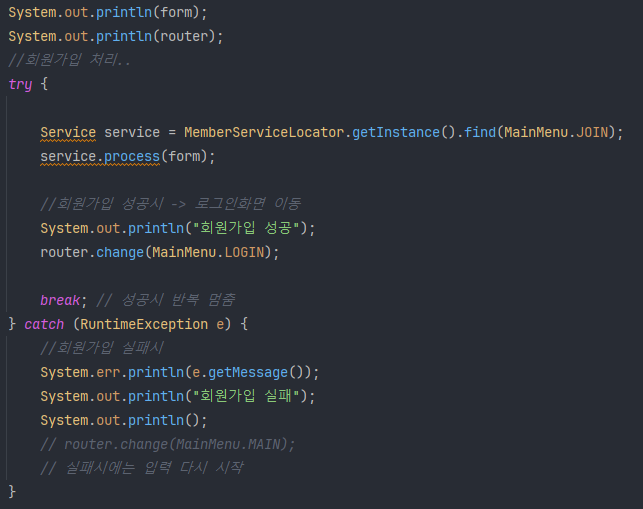 System.out.println(form);
System.out.println(router);
//회원가입 처리..
try {
Service service = MemberServiceLocator.getInstance().find(MainMenu.JOIN);
service.process(form);
//회원가입 성공시 -> 로그인화면 이동
System.out.println("회원가입 성공");
router.change(MainMenu.LOGIN);
break; // 성공시 반복 멈춤
} catch (RuntimeException e) {
//회원가입 실패시
System.err.println(e.getMessage());
System.out.println("회원가입 실패");
System.out.println();
// router.change(MainMenu.MAIN);
// 실패시에는 입력 다시 시작
}